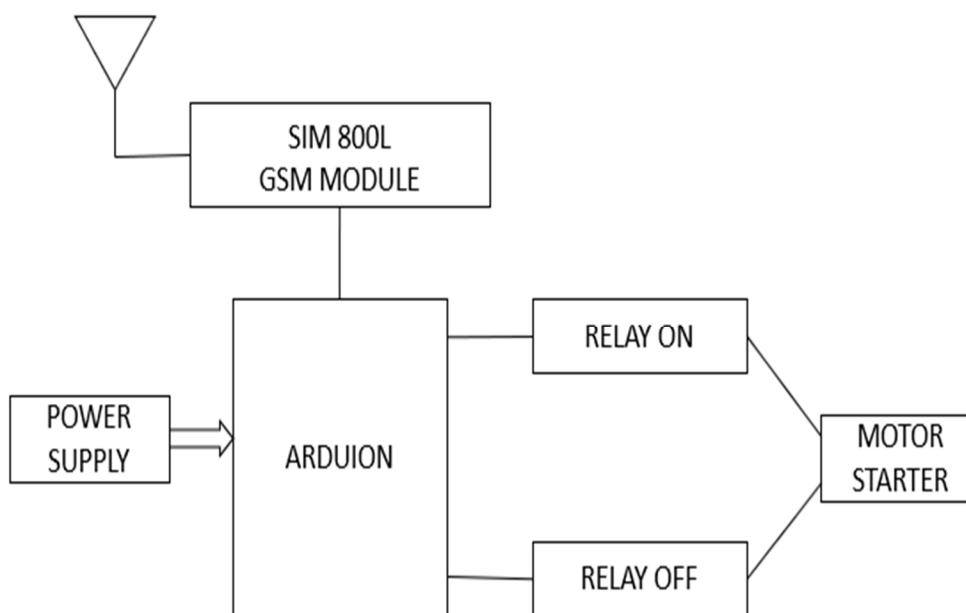 SIM 800L
GSM MODULE
RELAY ON
POWER
SUPPLY
ARDUION
MOTOR
STARTER
RELAY OFF